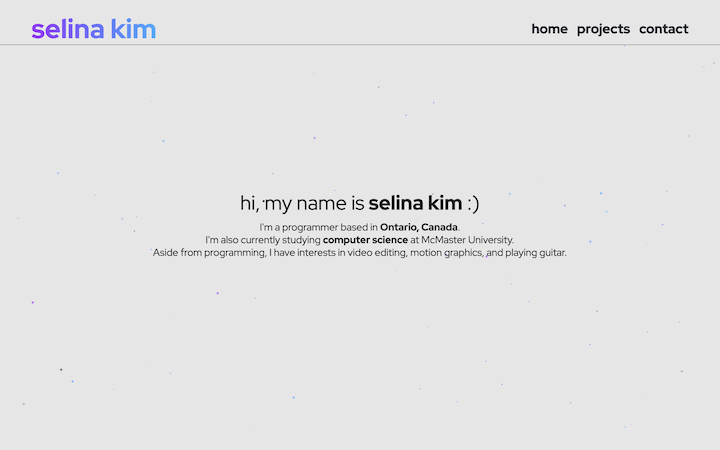 selina kim
home projects contact
hi, my name is selina kim :)
I'm a programmer based in Ontario, Canada.
I'm also currently studying computer science at McMaster University.
Aside from programming, I have interests in video editing, motion graphics, and playing guitar.